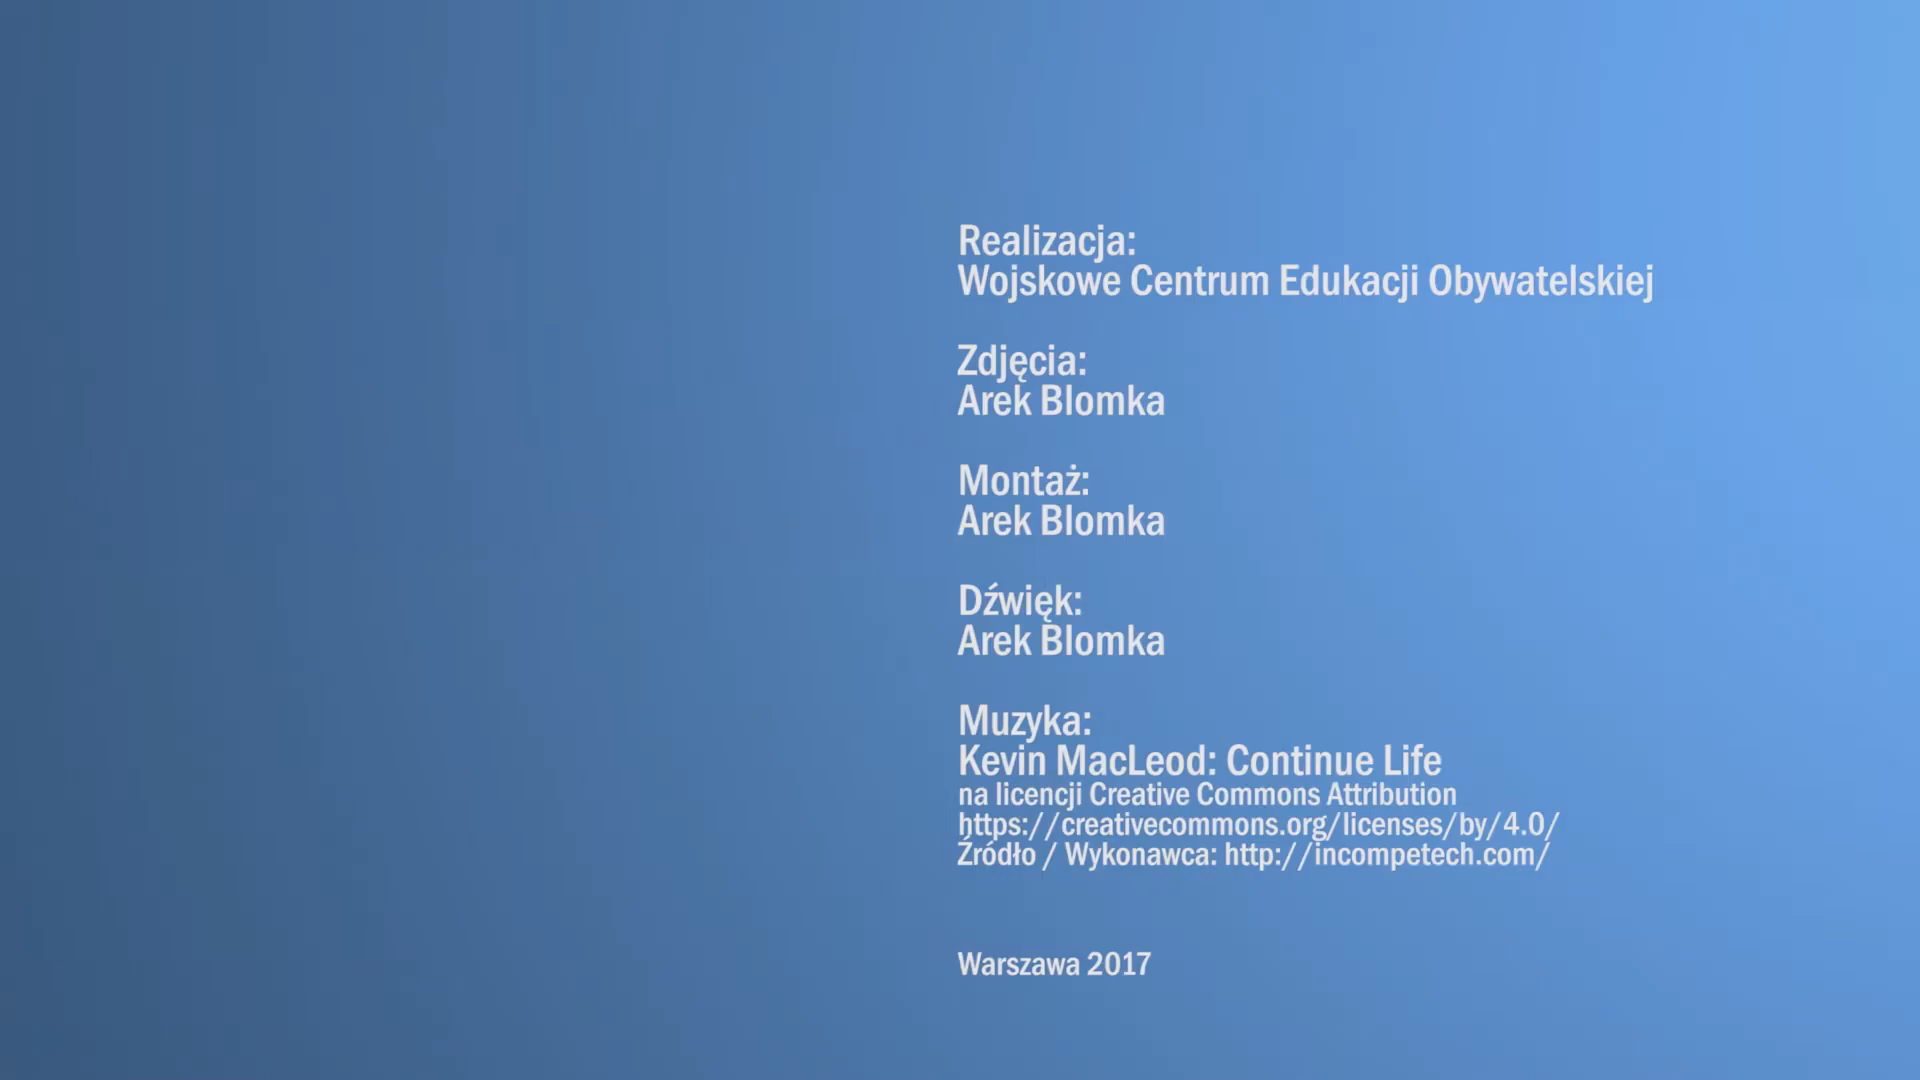 Realizacja:
Wojskowe Centrum Edukacji Obywatelskiej
Zdjęcia:
Arek Blomka
Montaż:
Arek Blomka
Dźwięk:
Arek Blomka
Muzyka:
Kevin MacLeod: Continue Life
na licencji Creative Commons Attribution
https://creativecommons.org/licenses/by/4.0/
Źródło / Wykonawca: http://incompetech.com/
Warszawa 2017